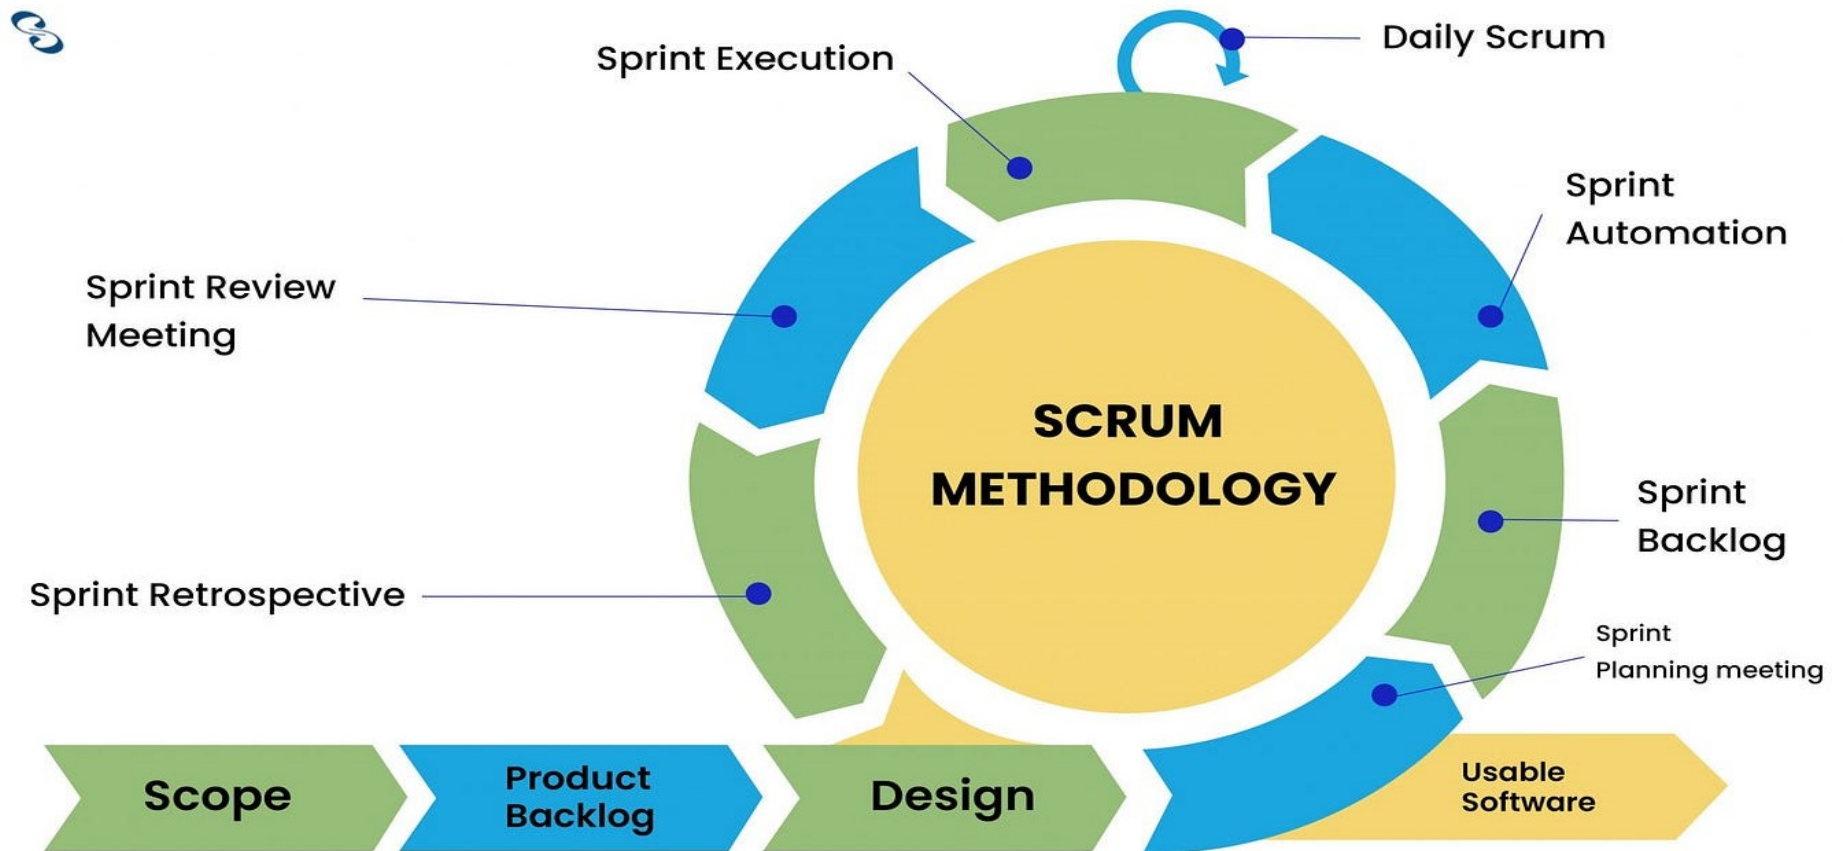 Daily Scrum
Sprint Execution
Sprint
Automation
Sprint Review
Meeting
SCRUM
METHODOLOGY
Sprint
Backlog
Sprint Retrospective
Sprint
Planning meeting
Scope
Product
Backlog
Design
Usable
Software